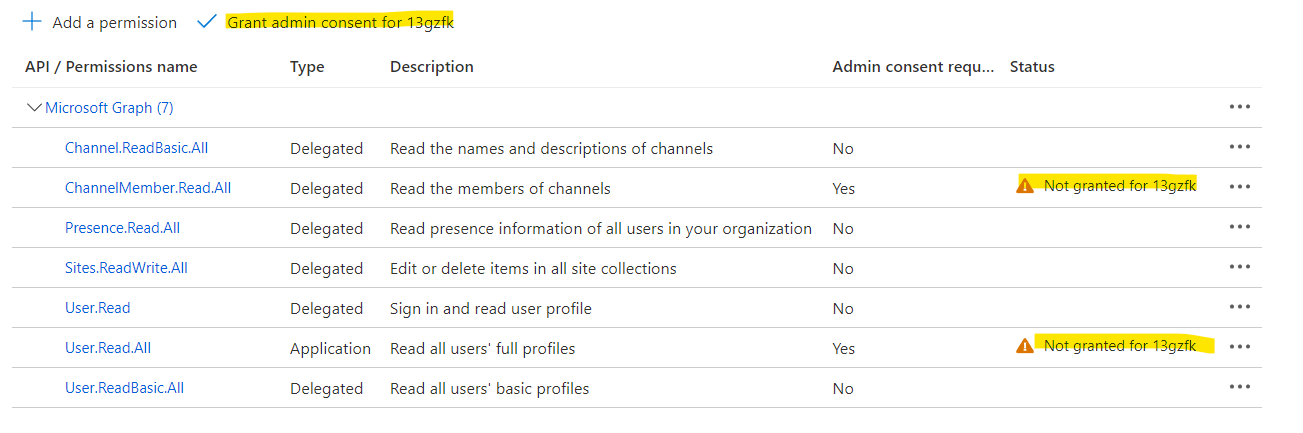 Add a permission Grant admin consent for 13gzfk
API / Permissions name Type Description Admin consent requ... Status
Microsoft Graph (7)
Channel.ReadBasic.All Delegated Read the names and descriptions of channels No
ChannelMember.Read.All Delegated Read the members of channels Yes Not granted for 13gzfk
Presence.Read.All Delegated Read presence information of all users in your organization No
Sites.ReadWrite.All Delegated Edit or delete items in all site collections No
User.Read Delegated Sign in and read user profile No
User.Read.All Application Read all users' full profiles Yes Not granted for 13gzfk
User.ReadBasic.All Delegated Read all users' basic profiles No